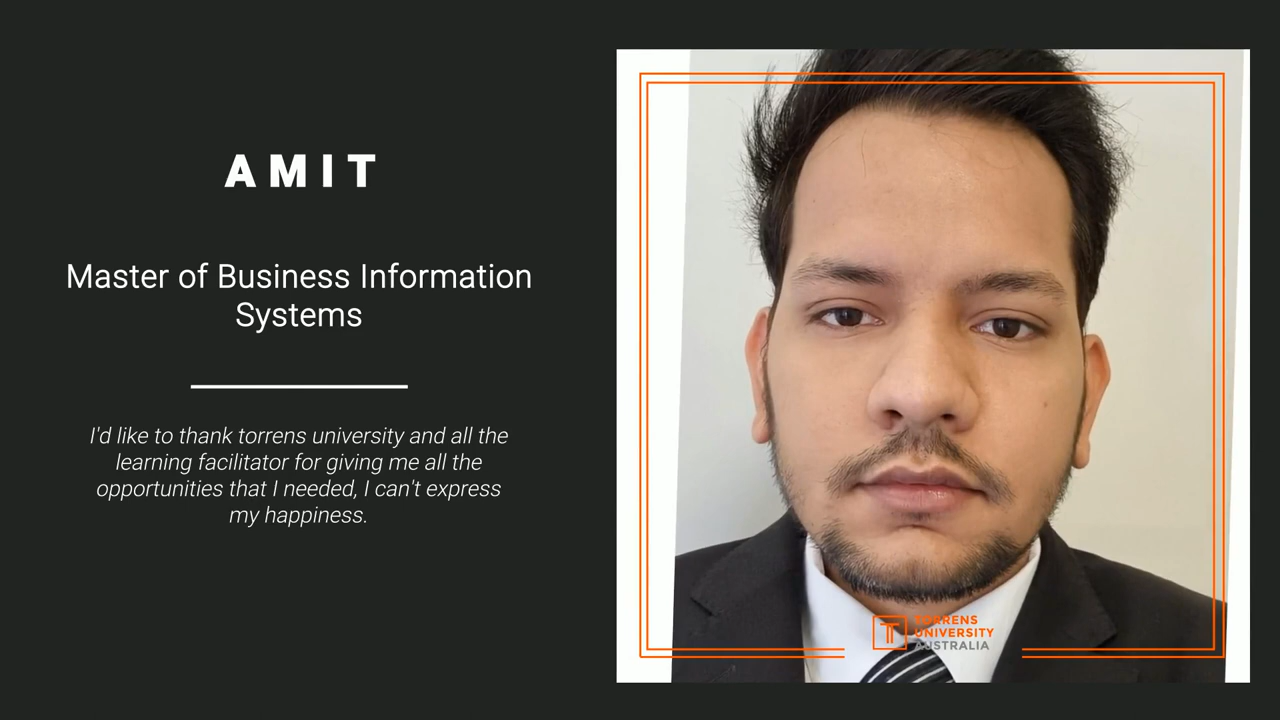 AMIT
Master of Business Information
Systems
I'd like to thank torrens university and all the
learning facilitator for giving me all the
opportunities that I needed, I can't express
my happiness.
TORRENS
UNIVERSITY
AUSTRALIA